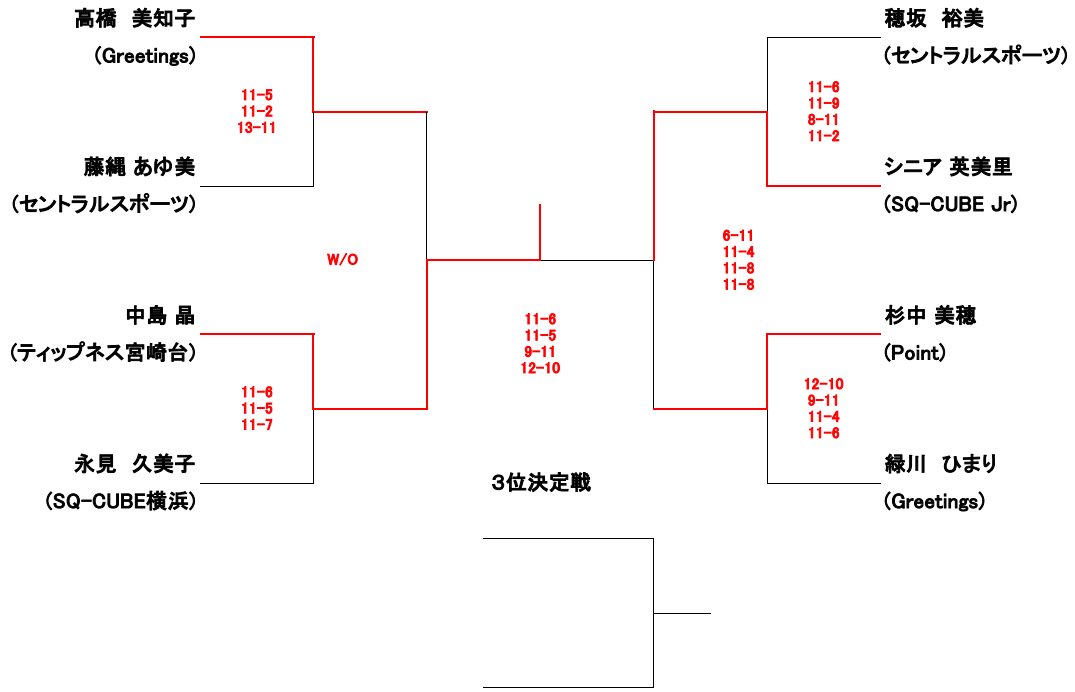 高橋　美知子
(Greetings)
11-5
11-2
13-11
藤縄 あゆ美
(セントラルスポーツ)
W/O
中島 晶
(ティップネス宮崎台)
11-6
11-5
11-7
永見　久美子
(SQ-CUBE横浜)
11-6
11-5
9-11
12-10
穂坂　裕美
(セントラルスポーツ)
11-6
11-9
8-11
11-2
シニア 英美里
(SQ-CUBE Jr)
6-11
11-4
11-8
11-8
杉中 美穂
(Point)
12-10
9-11
11-4
11-6
緑川　ひまり
(Greetings)
３位決定戦